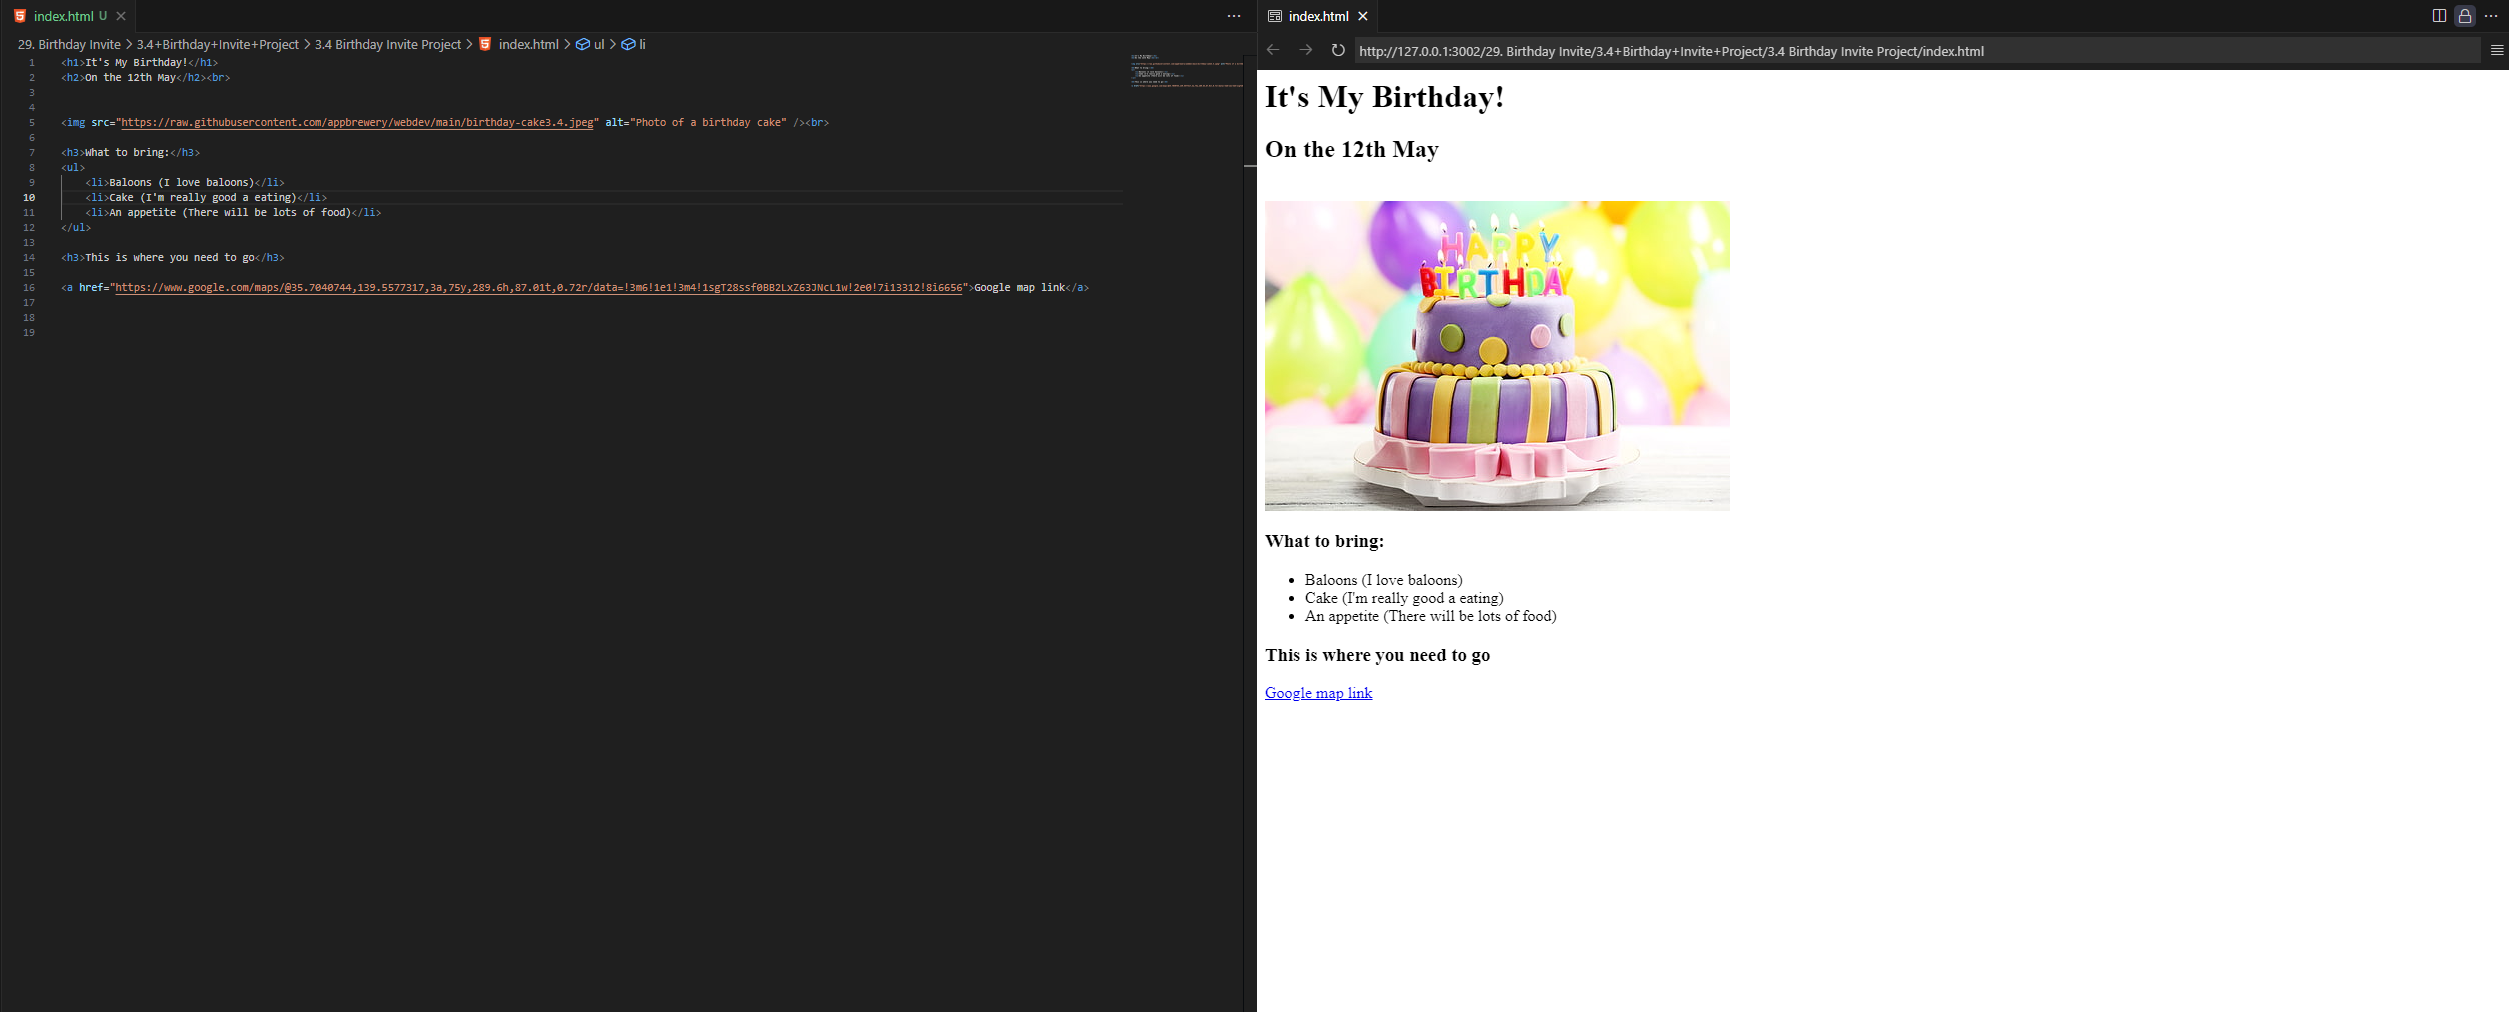 index.html U
29. Birthday Invite > 3.4+Birthday+Invite+Project > 3.4 Birthday Invite Project > index.html > ul > li
1 <h1>It's My Birthday!</h1>
2 <h2>On the 12th May</h2><br>
3
4
5 <img src="https://raw.githubusercontent.com/appbrewery/webdev/main/birthday-cake3.4.jpeg" alt="Photo of a birthday cake" /><br>
6
7 <h3>What to bring:</h3>
8 <ul>
9 <li>Baloons (I love baloons)</li>
10 <li>Cake (I'm really good a eating)</li>
11 <li>An appetite (There will be lots of food)</li>
12 </ul>
13
14 <h3>This is where you need to go</h3>
15
16 <a href="https://www.google.com/maps/@35.7040744,139.5577317,3a,75y,289.6h,87.01t,0.72r/data=!3m6!1e1!3m4!1sgT28ssf0BB2LxZ63JNcL1w!2e0!7i13312!8i6656">Google map link</a>
17
18
19
index.html
http://127.0.0.1:3002/29. Birthday Invite/3.4+Birthday+Invite+Project/3.4 Birthday Invite Project/index.html
It's My Birthday!
On the 12th May
HAPPY
BIRTHDAY
What to bring:
• Baloons (I love baloons)
• Cake (I'm really good a eating)
• An appetite (There will be lots of food)
This is where you need to go
Google map link